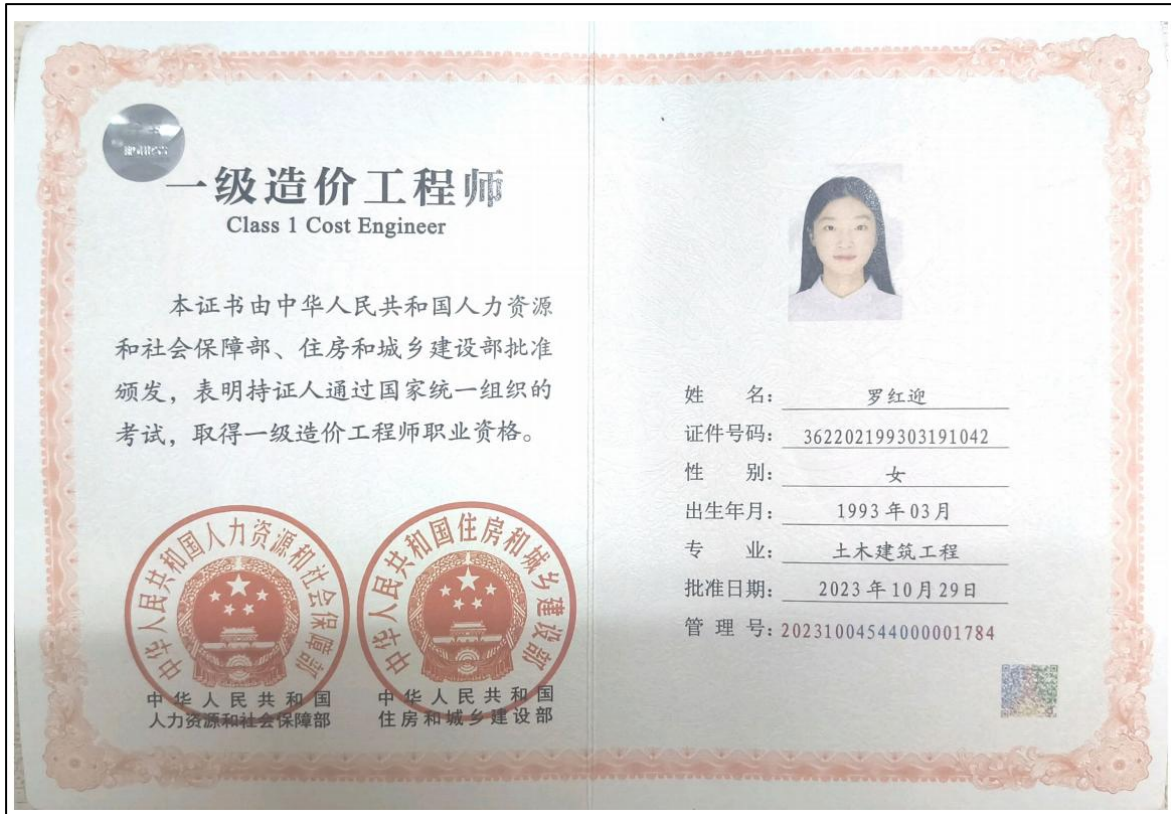 一级造价工程师
Class 1 Cost Engineer
本证书由中华人民共和国人力资源
和社会保障部、住房和城乡建设部批准
颁发，表明持证人通过国家统一组织的
考试，取得一级造价工程师职业资格。
中华人民共和国人力资源和社会保障部
中华人民共和国住房和城乡建设部
中华人民共和国
人力资源和社会保障部
中华人民共和国
住房和城乡建设部
姓名：罗红迎
证件号码：362202199303191042
性别：女
出生年月：1993年03月
专业：土木建筑工程
批准日期：2023年10月29日
管理号：20231004544000001784